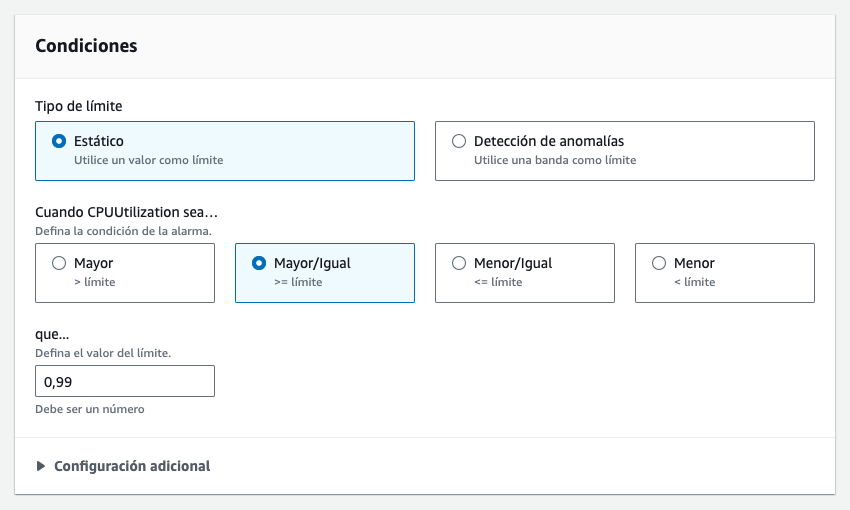 Condiciones
Tipo de límite
Estático
Utilice un valor como límite
Detección de anomalías
Utilice una banda como límite
Cuando CPUUtilization sea…
Defina la condición de la alarma.
Mayor
> límite
Mayor/Igual
>= límite
Menor/Igual
<= límite
Menor
< límite
que...
Defina el valor del límite.
0,99
Debe ser un número
Configuración adicional